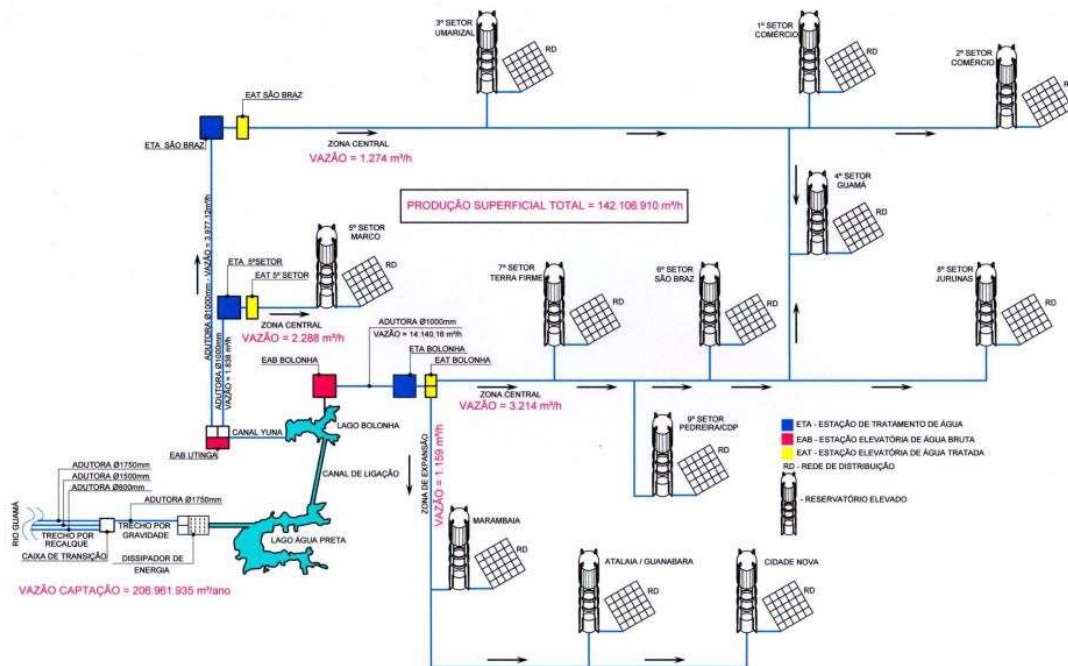 3º SETOR
UMARIZAL
RD
1º SETOR
COMÉRCIO
RD
2º SETOR
COMÉRCIO
EAT SÃO BRAZ
ETA SÃO BRAZ
ZONA CENTRAL
VAZÃO = 1.274 m³/h
4º SETOR
GUAMÁ
RD
PRODUÇÃO SUPERFICIAL TOTAL = 142.106.910 m³/h
ADUTORA Ø1000mm - VAZÃO = 3.977,12m³/h
5º SETOR
MARCO
RD
ETA 5ºSETOR
EAT 5º SETOR
ZONA CENTRAL
VAZÃO = 2.288 m³/h
ADUTORA Ø1000mm
VAZÃO = 1.838 m³/h
7º SETOR
TERRA FIRME
RD
6º SETOR
SÃO BRAZ
RD
8º SETOR
JURUNAS
RD
ADUTORA Ø1000mm
VAZÃO = 14.140,16 m³/h
ETA BOLONHA
EAT BOLONHA
EAB BOLONHA
ZONA CENTRAL
VAZÃO = 3.214 m³/h
9º SETOR
PEDREIRA/CDP
RD
CANAL YUNA
LAGO BOLONHA
EAB UTINGA
CANAL DE LIGAÇÃO
ZONA DE EXPANSÃO
VAZÃO = 1.159 m³/h
ETA - ESTAÇÃO DE TRATAMENTO DE ÁGUA
EAB - ESTAÇÃO ELEVATÓRIA DE ÁGUA BRUTA
EAT - ESTAÇÃO ELEVATÓRIA DE ÁGUA TRATADA
RD - REDE DE DISTRIBUIÇÃO
- RESERVATÓRIO ELEVADO
ADUTORA Ø1750mm
ADUTORA Ø1500mm
ADUTORA Ø800mm
ADUTORA Ø1750mm
RIO GUAMÁ
TRECHO POR
RECALQUE
CAIXA DE TRANSIÇÃO
TRECHO POR
GRAVIDADE
DISSIPADOR DE
ENERGIA
LAGO ÁGUA PRETA
VAZÃO CAPTAÇÃO = 206.961.935 m³/ano
MARAMBAIA
RD
ATALAIA / GUANABARA
RD
CIDADE NOVA
RD